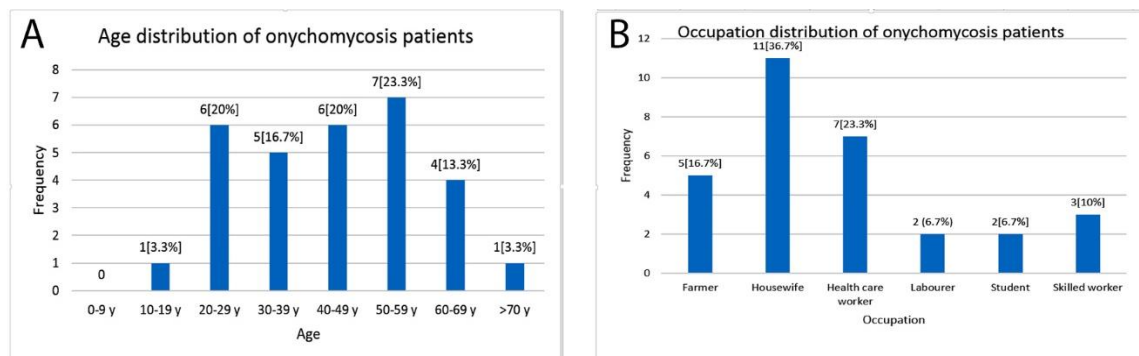 A
Age distribution of onychomycosis patients
Frequency
8
7
6
5
4
3
2
1
0
0
1[3.3%]
6[20%]
5[16.7%]
6[20%]
7[23.3%]
4[13.3%]
1[3.3%]
0-9 y 10-19 y 20-29 y 30-39 y 40-49 y 50-59 y 60-69 y >70 y
Age
B
Occupation distribution of onychomycosis patients
Frequency
12
10
8
6
4
2
0
5[16.7%]
11[36.7%]
7[23.3%]
2 (6.7%)
2[6.7%]
3[10%]
Farmer Housewife Health care Labourer Student Skilled worker
worker
Occupation